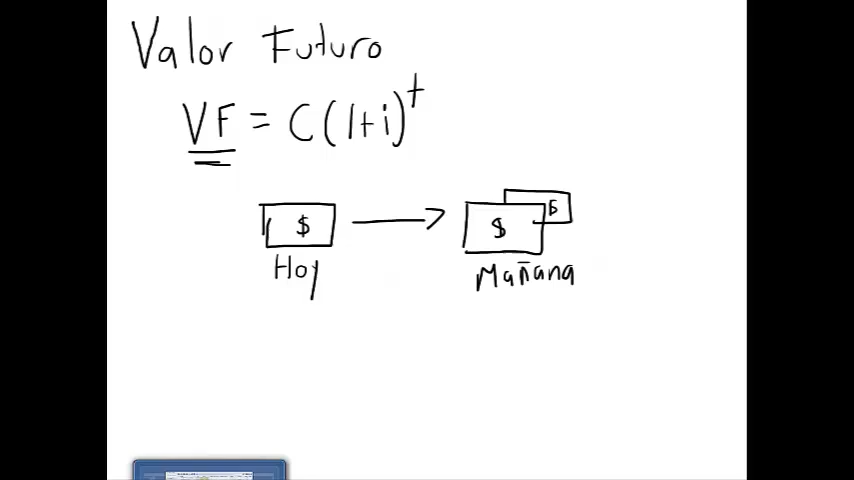 Valor Futuro
VF = C(1+i)^t
$ $ $
Hoy Mañana